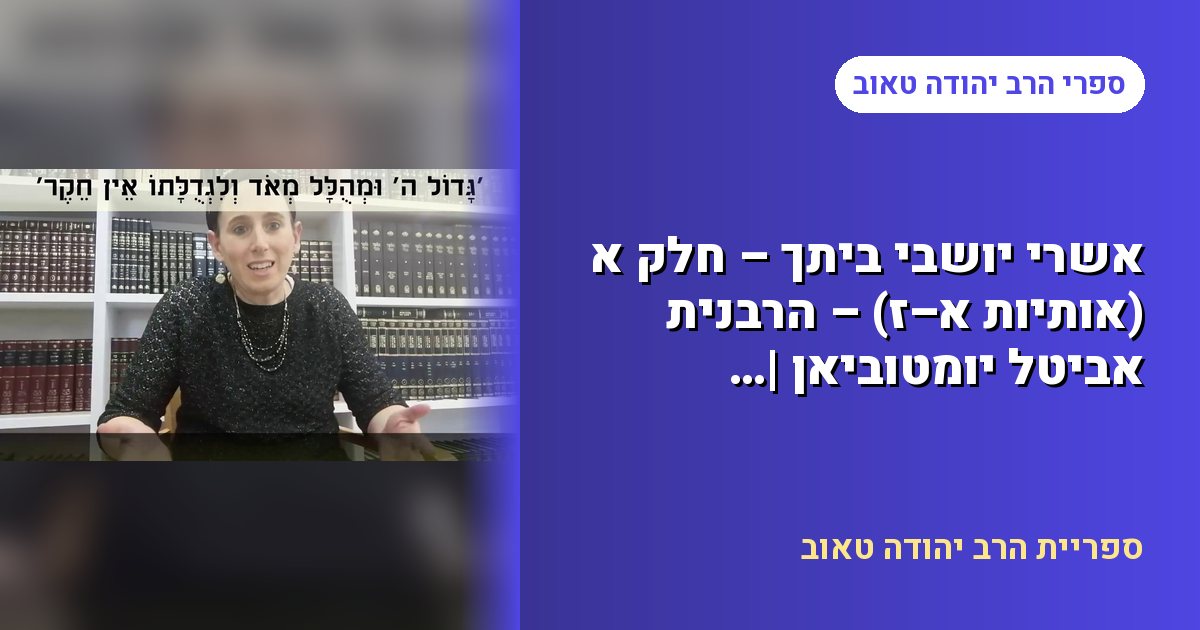 ספרי הרב יהודה טאוב
'גָּדוֹל ה' וּמְהֻלָּל מְאֹד וְלִגְדֻלָּתוֹ אֵין חֵקֶר'
אשרי יושבי ביתך – חלק א
(אותיות א–ז) – הרבנית
אביטל יומטוביאן |...
ספריית הרב יהודה טאוב